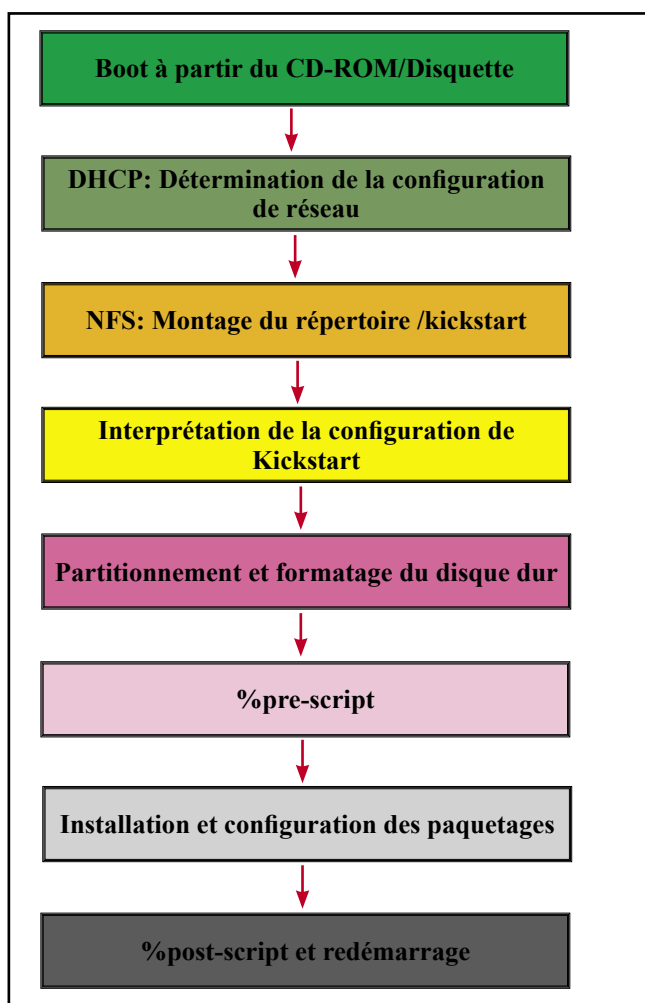 Boot à partir du CD-ROM/Disquette
DHCP: Détermination de la configuration
de réseau
NFS: Montage du répertoire /kickstart
Interprétation de la configuration de
Kickstart
Partitionnement et formatage du disque dur
%pre-script
Installation et configuration des paquetages
%post-script et redémarrage